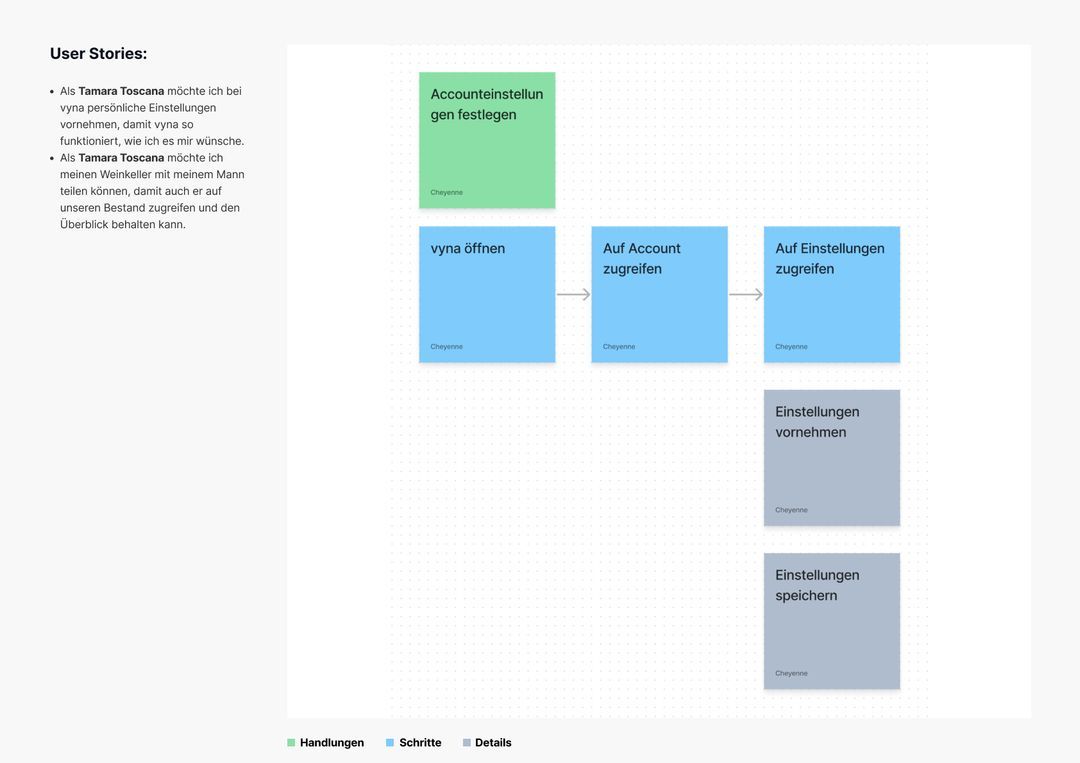 User Stories:
• Als Tamara Toscana möchte ich bei
vyna persönliche Einstellungen
vornehmen, damit vyna so
funktioniert, wie ich es mir wünsche.
• Als Tamara Toscana möchte ich
meinen Weinkeller mit meinem Mann
teilen können, damit auch er auf
unseren Bestand zugreifen und den
Überblick behalten kann.
Accounteinstellun
gen festlegen
Cheyenne
vyna öffnen
Cheyenne
Auf Account
zugreifen
Cheyenne
Auf Einstellungen
zugreifen
Cheyenne
Einstellungen
vornehmen
Cheyenne
Einstellungen
speichern
Cheyenne
Handlungen
Schritte
Details